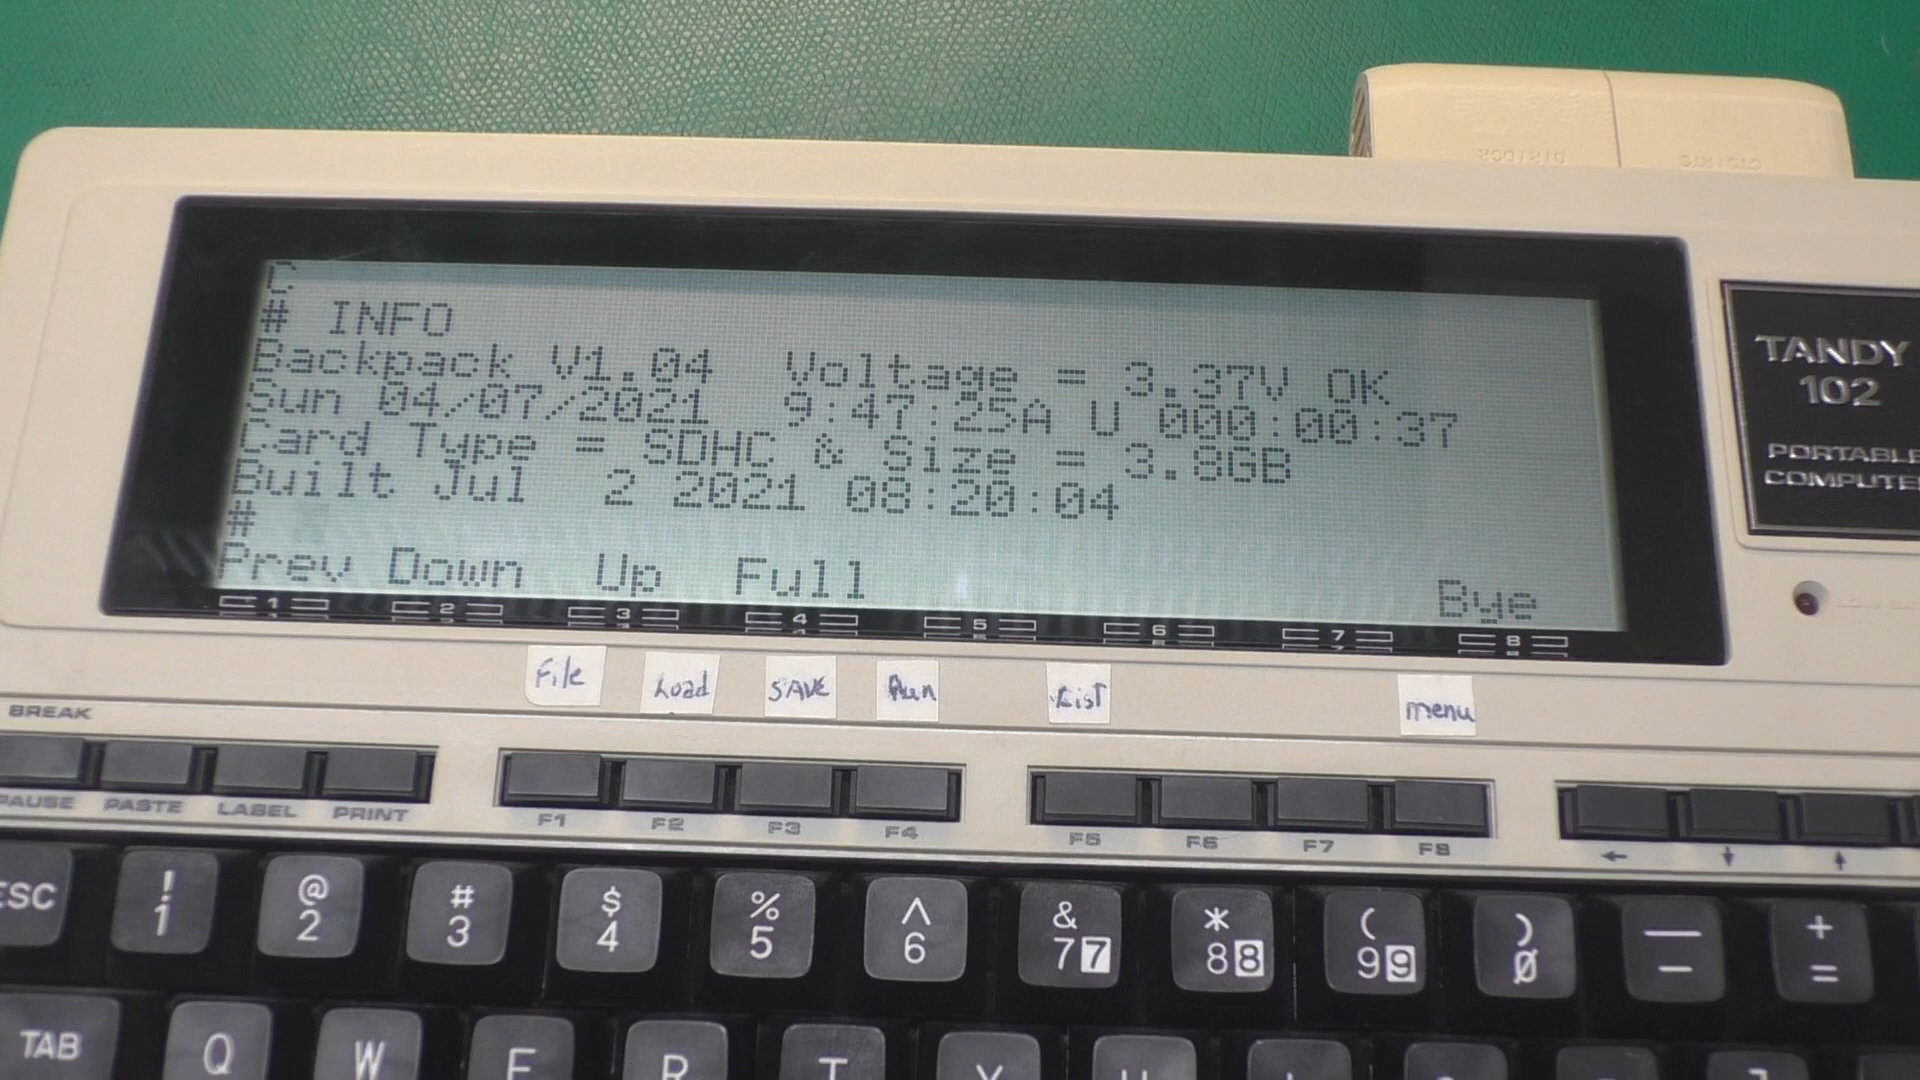 C
# INFO
Backpack V1.04  Voltage = 3.37V OK
Sun 04/07/2021  9:47:25A U 000:00:37
Card Type = SDHC & Size = 3.8GB
Built Jul  2 2021 08:20:04
#
Prev Down  Up  Full  Bye
1 2 3 4 5 6 7 8
TANDY
102
PORTABLE
COMPUTER
DSR/DTR
CTS/RTS
File Load SAVE Run List menu
BREAK
PAUSE PASTE LABEL PRINT F1 F2 F3 F4 F5 F6 F7 F8 ← ↓ ↑
ESC ! 1 @ 2 # 3 $ 4 % 5 ^ 6 & 7 7 * 8 8 ( 9 9 ) Ø — - + =
TAB Q W E R T Y U